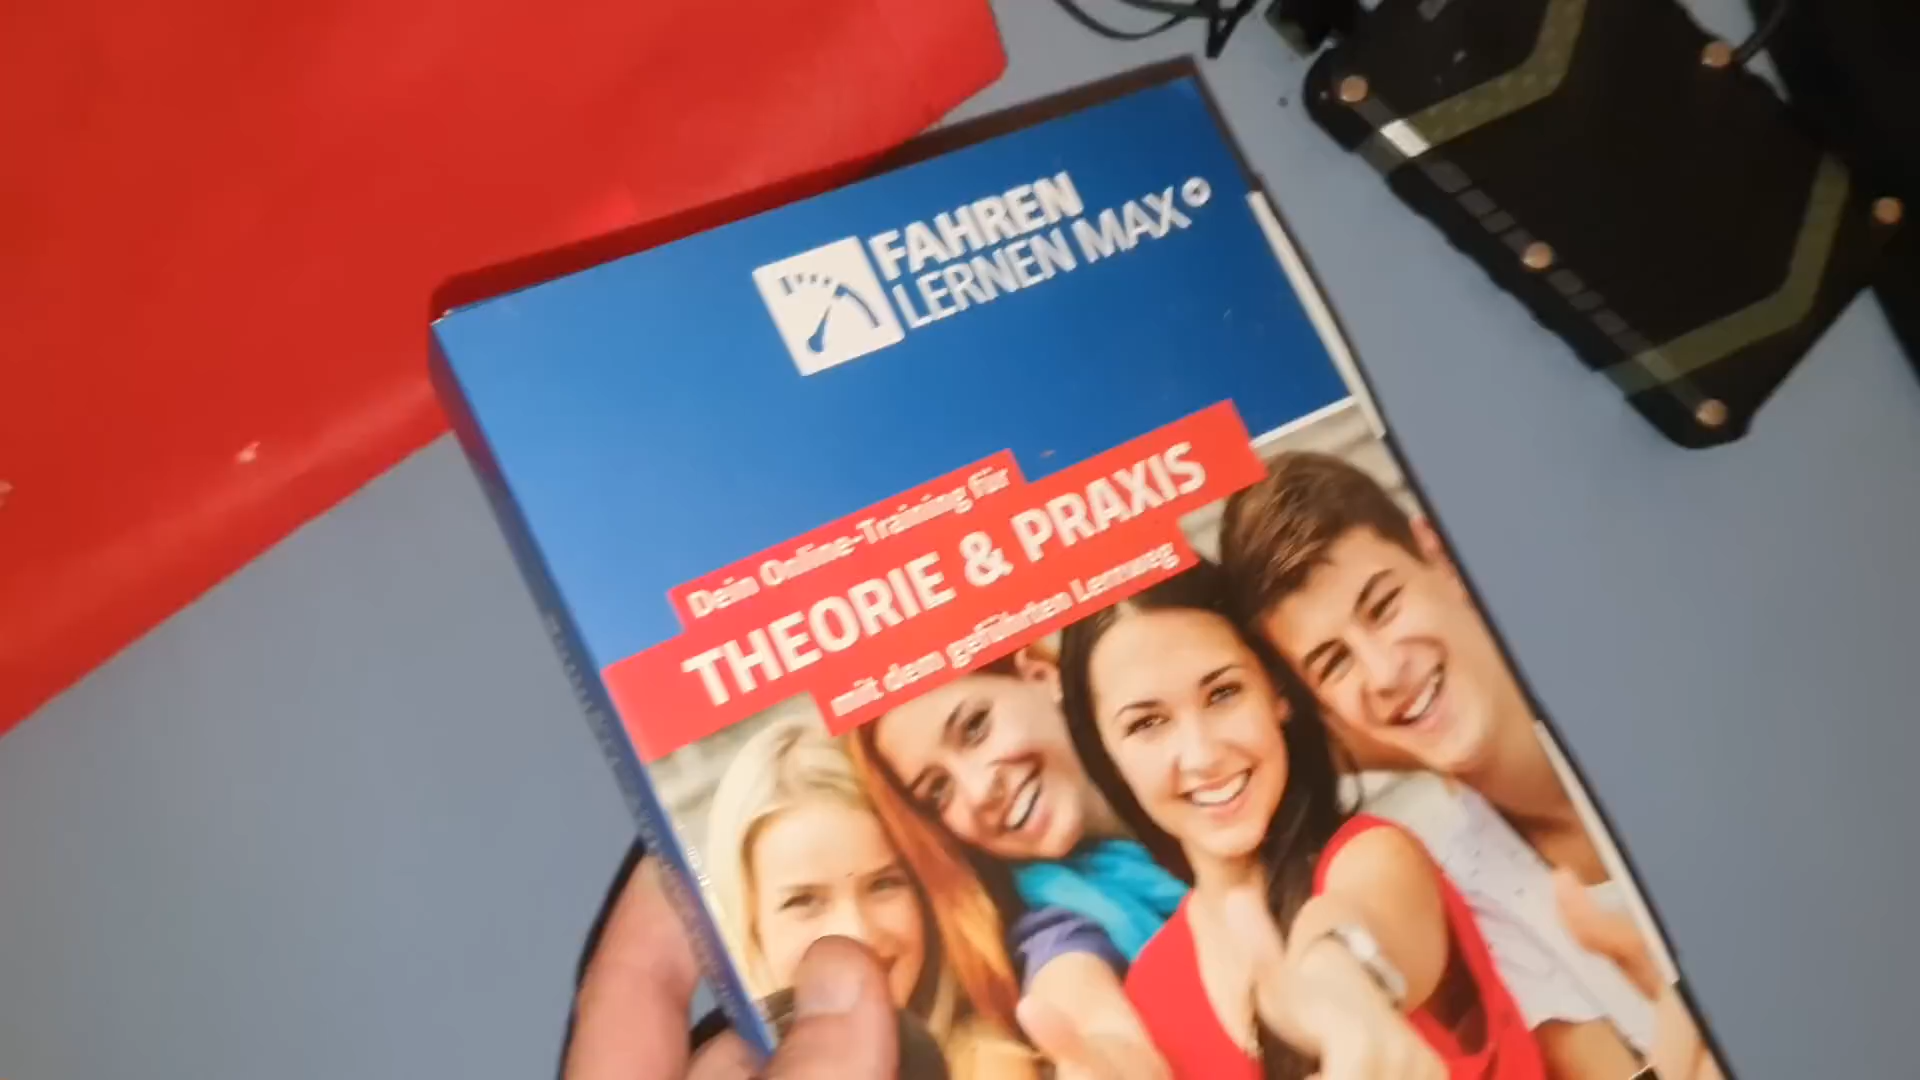 FAHREN
LERNEN MAX
Dein Online-Training für
THEORIE & PRAXIS
mit dem geführten Lernweg